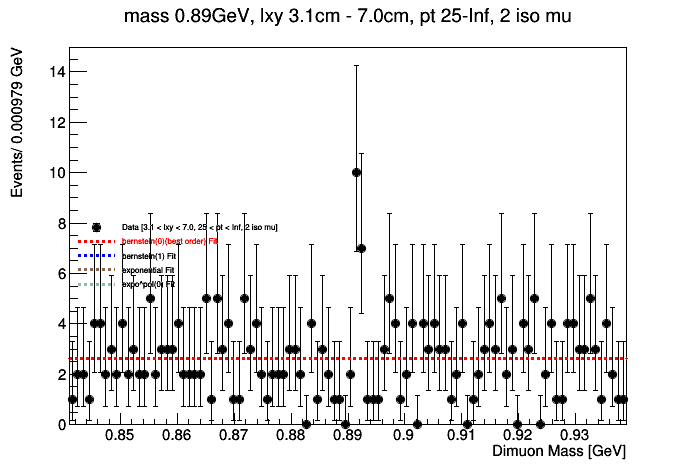 mass 0.89GeV, lxy 3.1cm - 7.0cm, pt 25-Inf, 2 iso mu
Events/ 0.000979 GeV
14
12
10
8
6
4
2
0
Data [3.1 < lxy < 7.0, 25 < pt < Inf, 2 iso mu]
bernstein(0)(best order) Fit
bernstein(1) Fit
exponential Fit
expo*pol(0) Fit
0.85 0.86 0.87 0.88 0.89 0.9 0.91 0.92 0.93
Dimuon Mass [GeV]